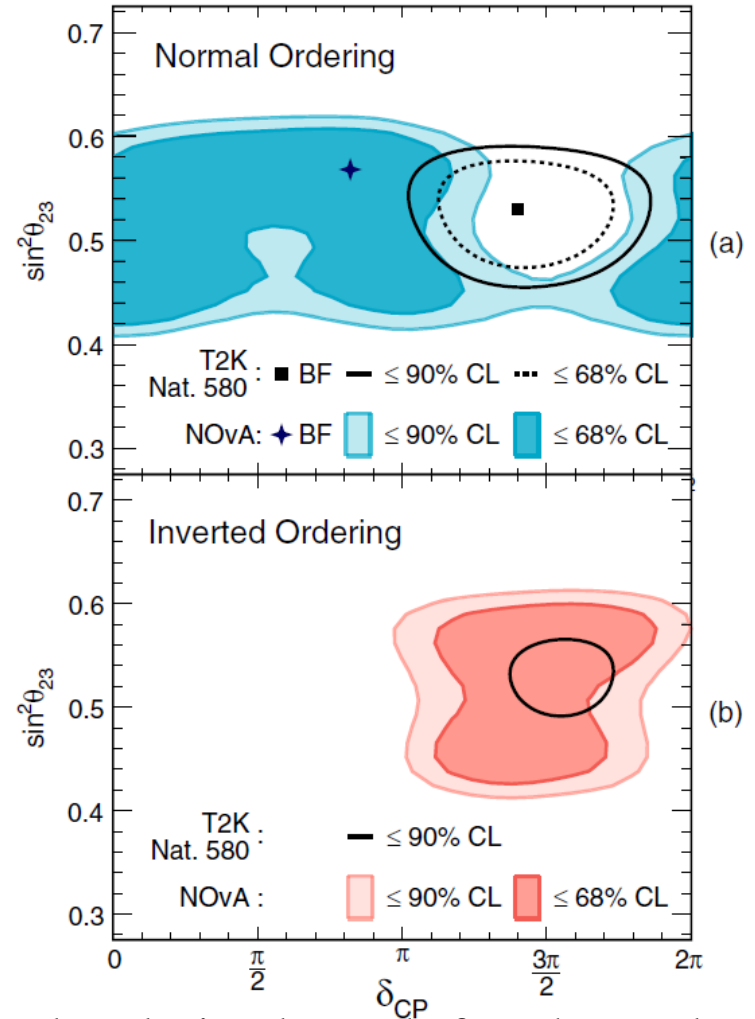 0.7
Normal Ordering
0.6
sin²θ₂₃
0.5
(a)
0.4
T2K
Nat. 580 : BF ≤ 90% CL ≤ 68% CL
NOvA: BF ≤ 90% CL ≤ 68% CL
0.3
0.7
Inverted Ordering
0.6
sin²θ₂₃
0.5
(b)
0.4
T2K
Nat. 580 : ≤ 90% CL
NOvA : ≤ 90% CL ≤ 68% CL
0.3
0 π/2 π 3π/2 2π
δCP